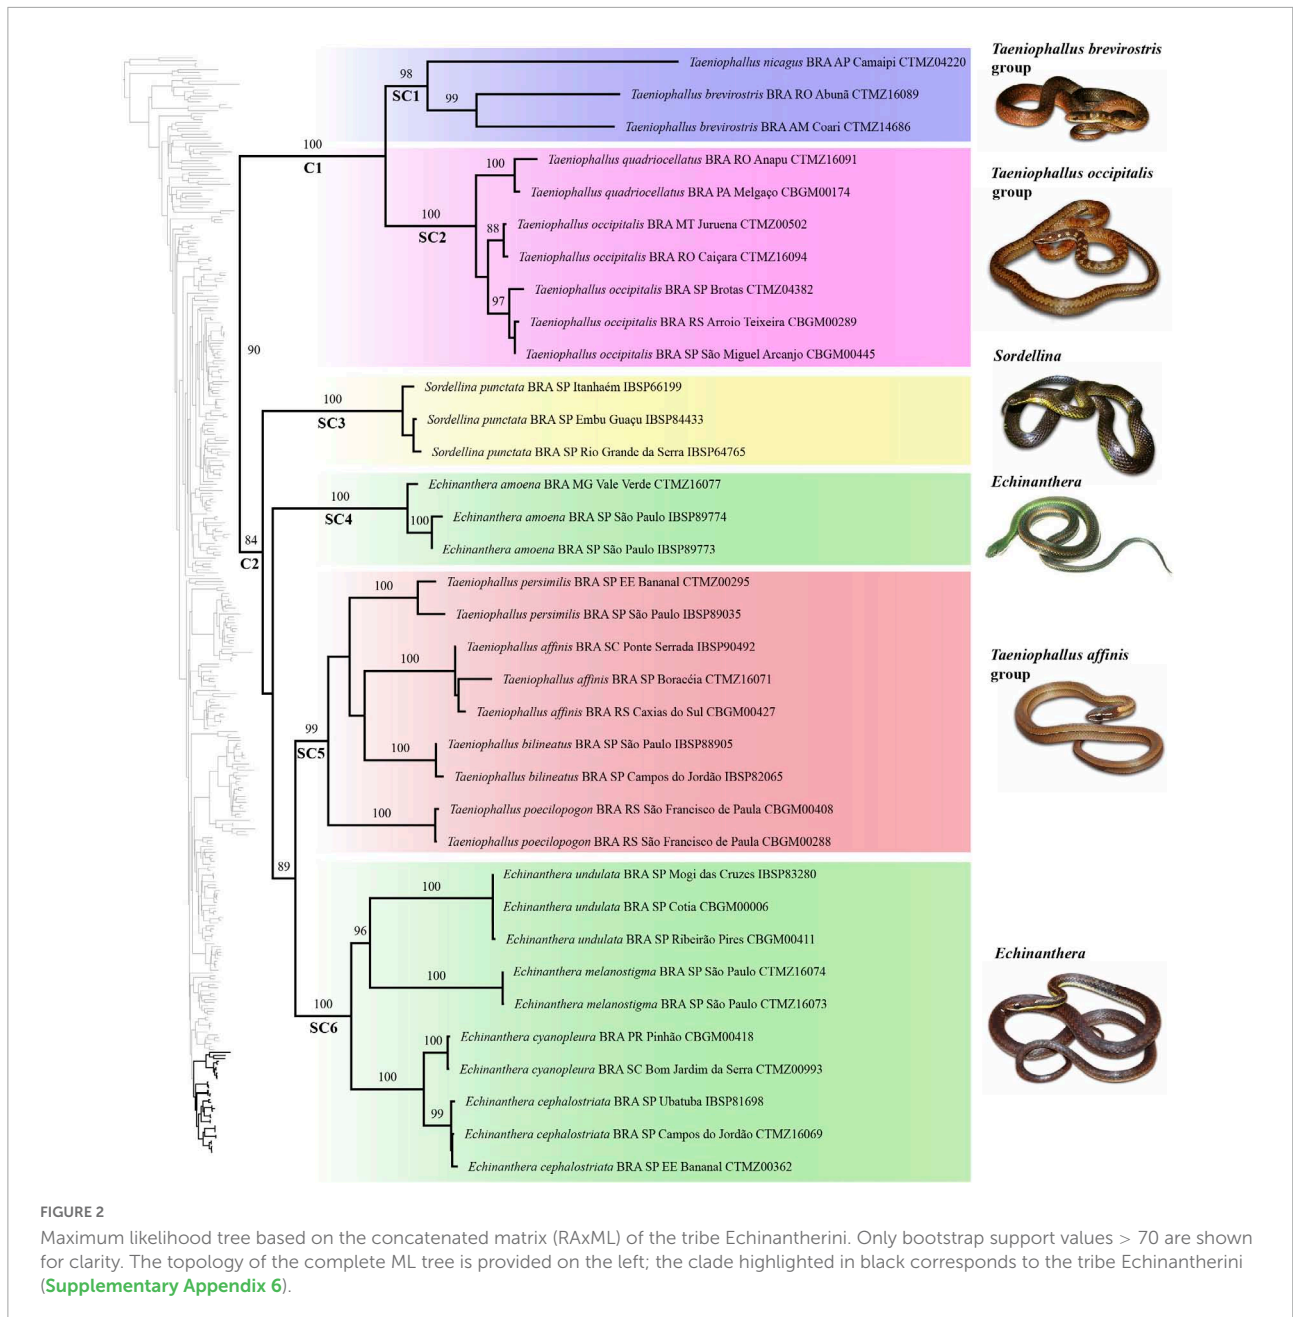 Taeniophallus brevirostris
group
98
SC1
99
Taeniophallus nicagus BRA AP Camaipi CTMZ04220
Taeniophallus brevirostris BRA RO Abunã CTMZ16089
Taeniophallus brevirostris BRA AM Coari CTMZ14686
100
C1
Taeniophallus occipitalis
group
100
SC2
100
88
97
Taeniophallus quadriocellatus BRA RO Anapu CTMZ16091
Taeniophallus quadriocellatus BRA PA Melgaço CBGM00174
Taeniophallus occipitalis BRA MT Juruena CTMZ00502
Taeniophallus occipitalis BRA RO Caiçara CTMZ16094
Taeniophallus occipitalis BRA SP Brotas CTMZ04382
Taeniophallus occipitalis BRA RS Arroio Teixeira CBGM00289
Taeniophallus occipitalis BRA SP São Miguel Arcanjo CBGM00445
90
Sordellina
100
SC3
Sordellina punctata BRA SP Itanhaém IBSP66199
Sordellina punctata BRA SP Embu Guaçu IBSP84433
Sordellina punctata BRA SP Rio Grande da Serra IBSP64765
Echinanthera
100
SC4
100
Echinanthera amoena BRA MG Vale Verde CTMZ16077
Echinanthera amoena BRA SP São Paulo IBSP89774
Echinanthera amoena BRA SP São Paulo IBSP89773
84
C2
Taeniophallus affinis
group
99
SC5
100
100
100
100
Taeniophallus persimilis BRA SP EE Bananal CTMZ00295
Taeniophallus persimilis BRA SP São Paulo IBSP89035
Taeniophallus affinis BRA SC Ponte Serrada IBSP90492
Taeniophallus affinis BRA SP Boracéia CTMZ16071
Taeniophallus affinis BRA RS Caxias do Sul CBGM00427
Taeniophallus bilineatus BRA SP São Paulo IBSP88905
Taeniophallus bilineatus BRA SP Campos do Jordão IBSP82065
Taeniophallus poecilopogon BRA RS São Francisco de Paula CBGM00408
Taeniophallus poecilopogon BRA RS São Francisco de Paula CBGM00288
89
Echinanthera
100
SC6
96
100
100
100
100
99
Echinanthera undulata BRA SP Mogi das Cruzes IBSP83280
Echinanthera undulata BRA SP Cotia CBGM00006
Echinanthera undulata BRA SP Ribeirão Pires CBGM00411
Echinanthera melanostigma BRA SP São Paulo CTMZ16074
Echinanthera melanostigma BRA SP São Paulo CTMZ16073
Echinanthera cyanopleura BRA PR Pinhão CBGM00418
Echinanthera cyanopleura BRA SC Bom Jardim da Serra CTMZ00993
Echinanthera cephalostriata BRA SP Ubatuba IBSP81698
Echinanthera cephalostriata BRA SP Campos do Jordão CTMZ16069
Echinanthera cephalostriata BRA SP EE Bananal CTMZ00362
FIGURE 2
Maximum likelihood tree based on the concatenated matrix (RAxML) of the tribe Echinantherini. Only bootstrap support values > 70 are shown
for clarity. The topology of the complete ML tree is provided on the left; the clade highlighted in black corresponds to the tribe Echinantherini
(Supplementary Appendix 6).